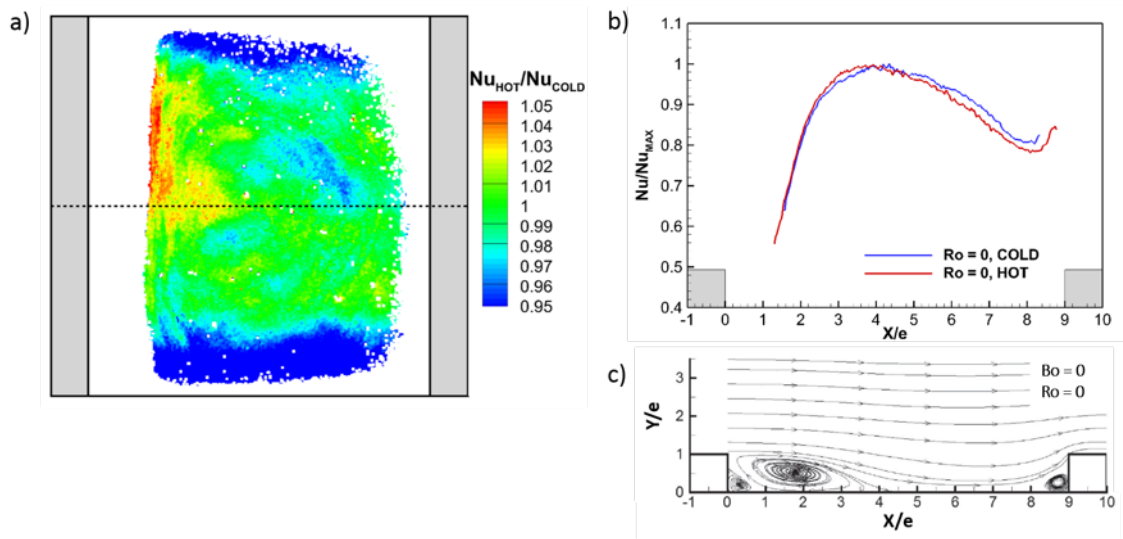 a)
Nu_HOT/Nu_COLD
1.05
1.04
1.03
1.02
1.01
1
0.99
0.98
0.97
0.96
0.95
b)
Nu/Nu_MAX
1.1
1
0.9
0.8
0.7
0.6
0.5
0.4
Ro = 0, COLD
Ro = 0, HOT
-1 0 1 2 3 4 5 6 7 8 9 10
X/e
c)
Y/e
3
2
1
0
Bo = 0
Ro = 0
-1 0 1 2 3 4 5 6 7 8 9 10
X/e